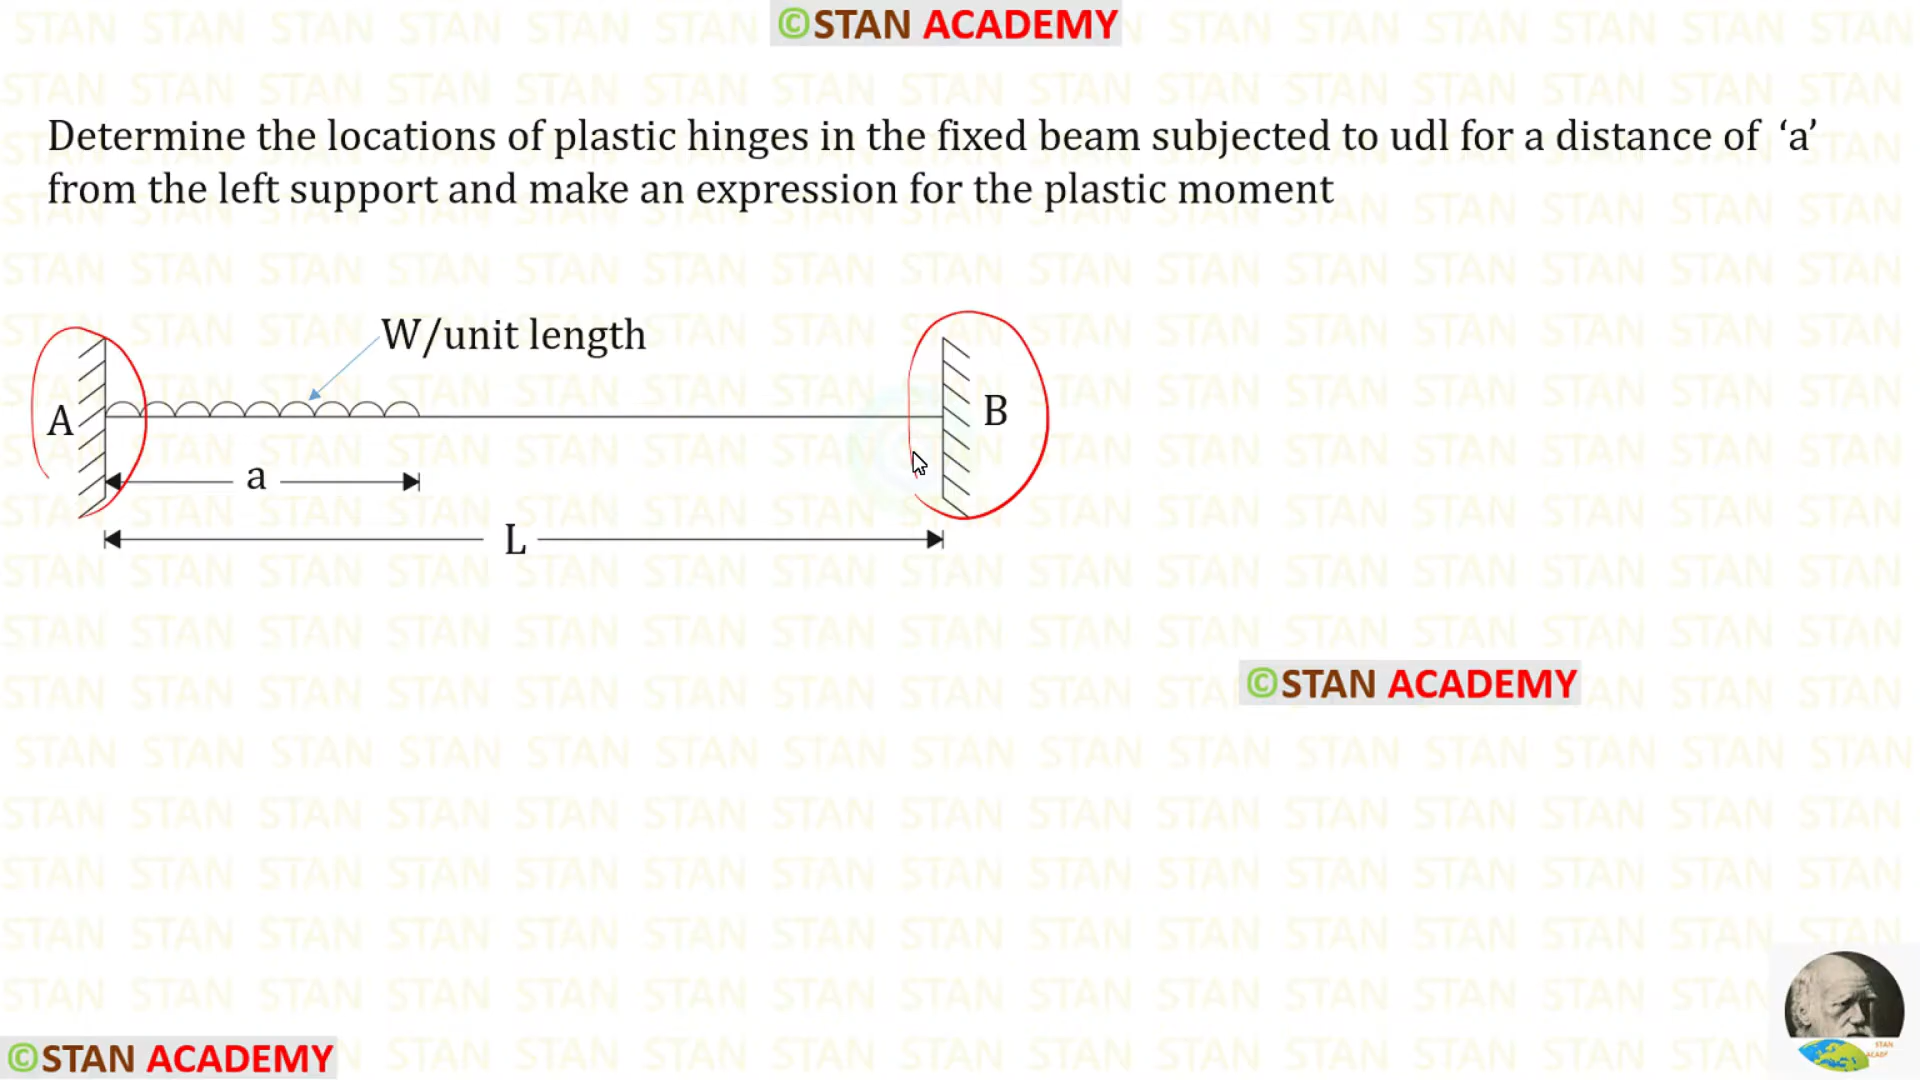 ©STAN ACADEMY
Determine the locations of plastic hinges in the fixed beam subjected to udl for a distance of ‘a’
from the left support and make an expression for the plastic moment
W/unit length
A
B
a
L
©STAN ACADEMY
©STAN ACADEMY